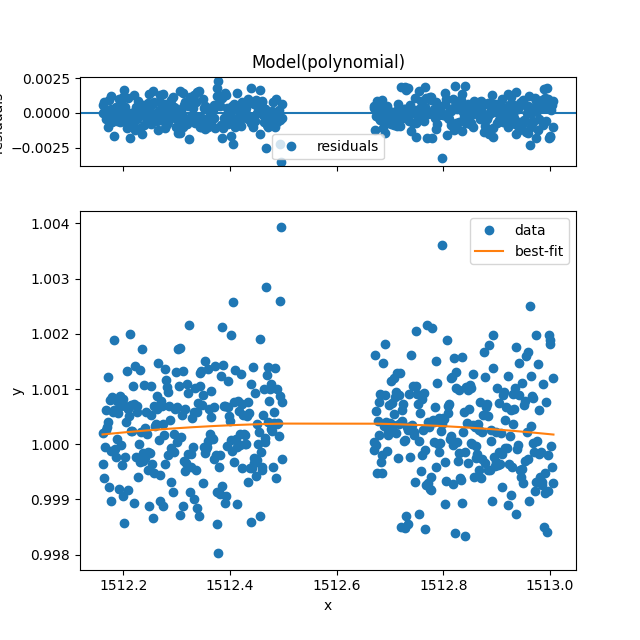 Model(polynomial)
0.0025
0.0000
−0.0025
residuals
residuals
1.004
1.003
1.002
1.001
1.000
0.999
0.998
y
data
best-fit
1512.2 1512.4 1512.6 1512.8 1513.0
x